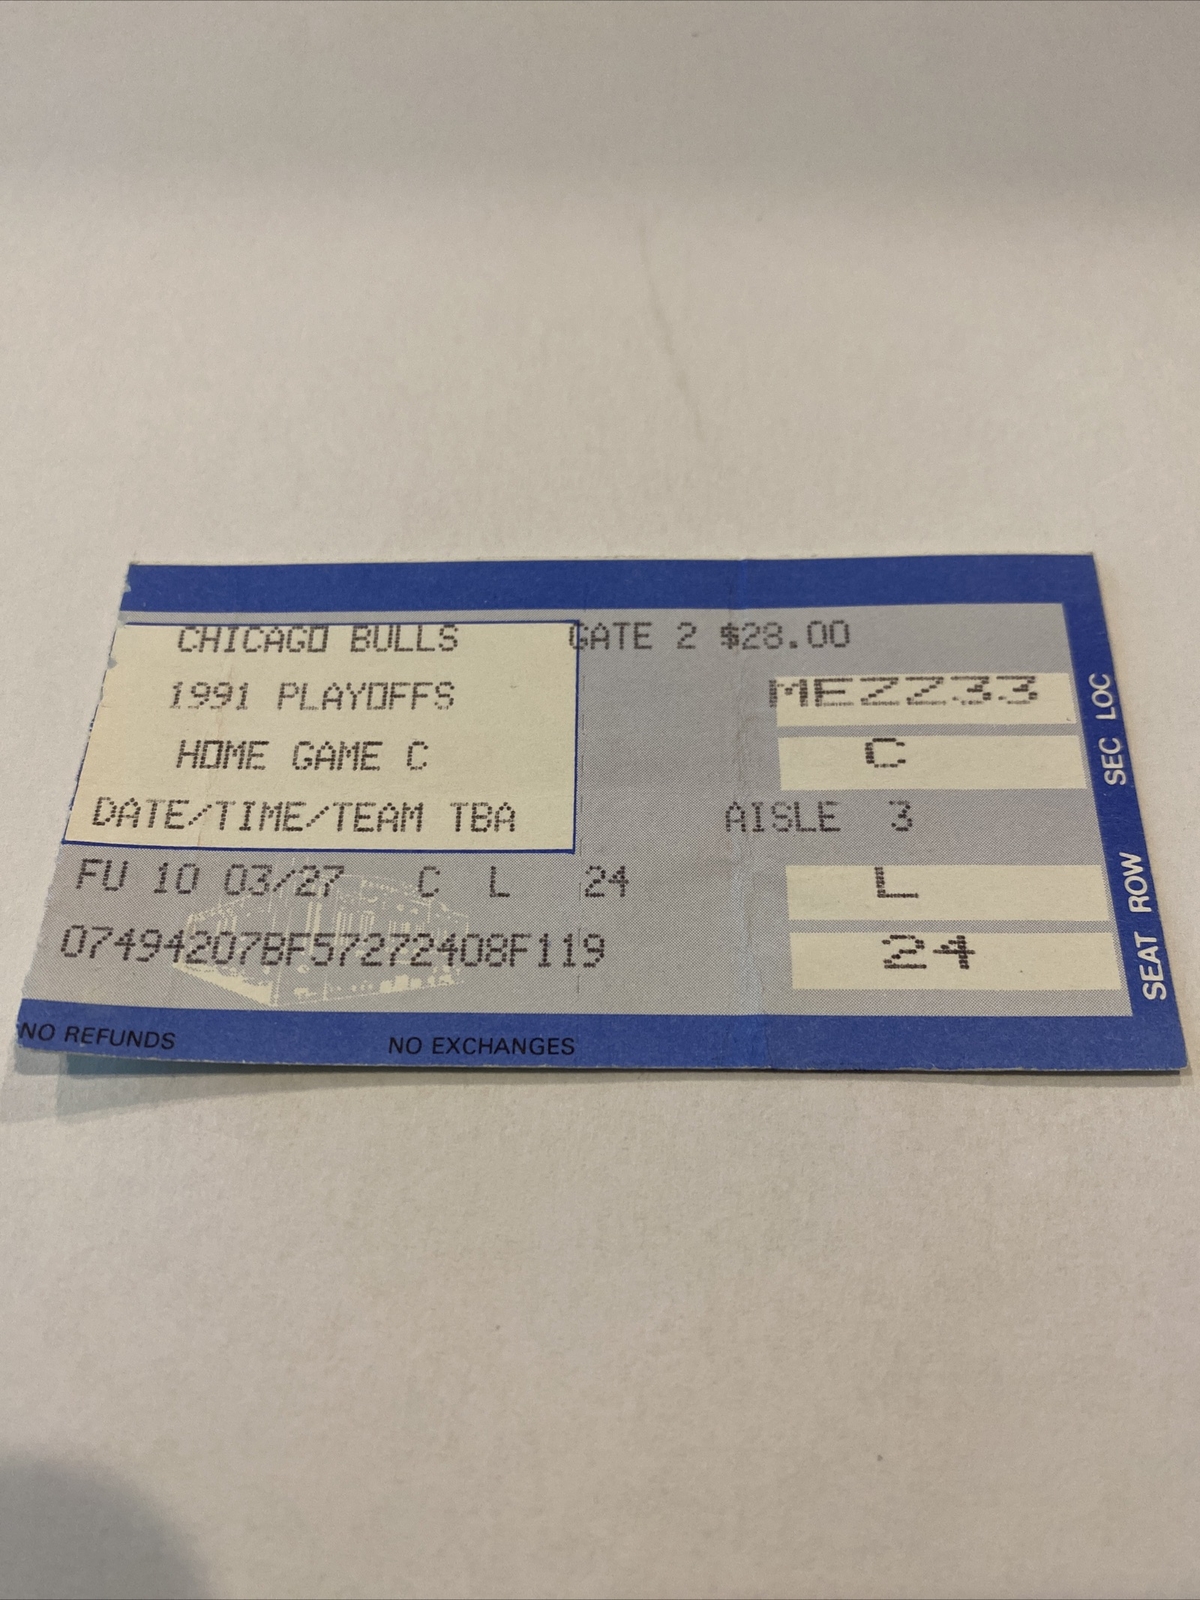 CHICAGO BULLS
1991 PLAYOFFS
HOME GAME C
DATE/TIME/TEAM TBA
GATE 2 $28.00
MEZZ33
C
AISLE 3
L
24
FU 10 03/27 C L 24
07494207BF57272408F119
NO REFUNDS NO EXCHANGES
SEAT ROW SEC LOC